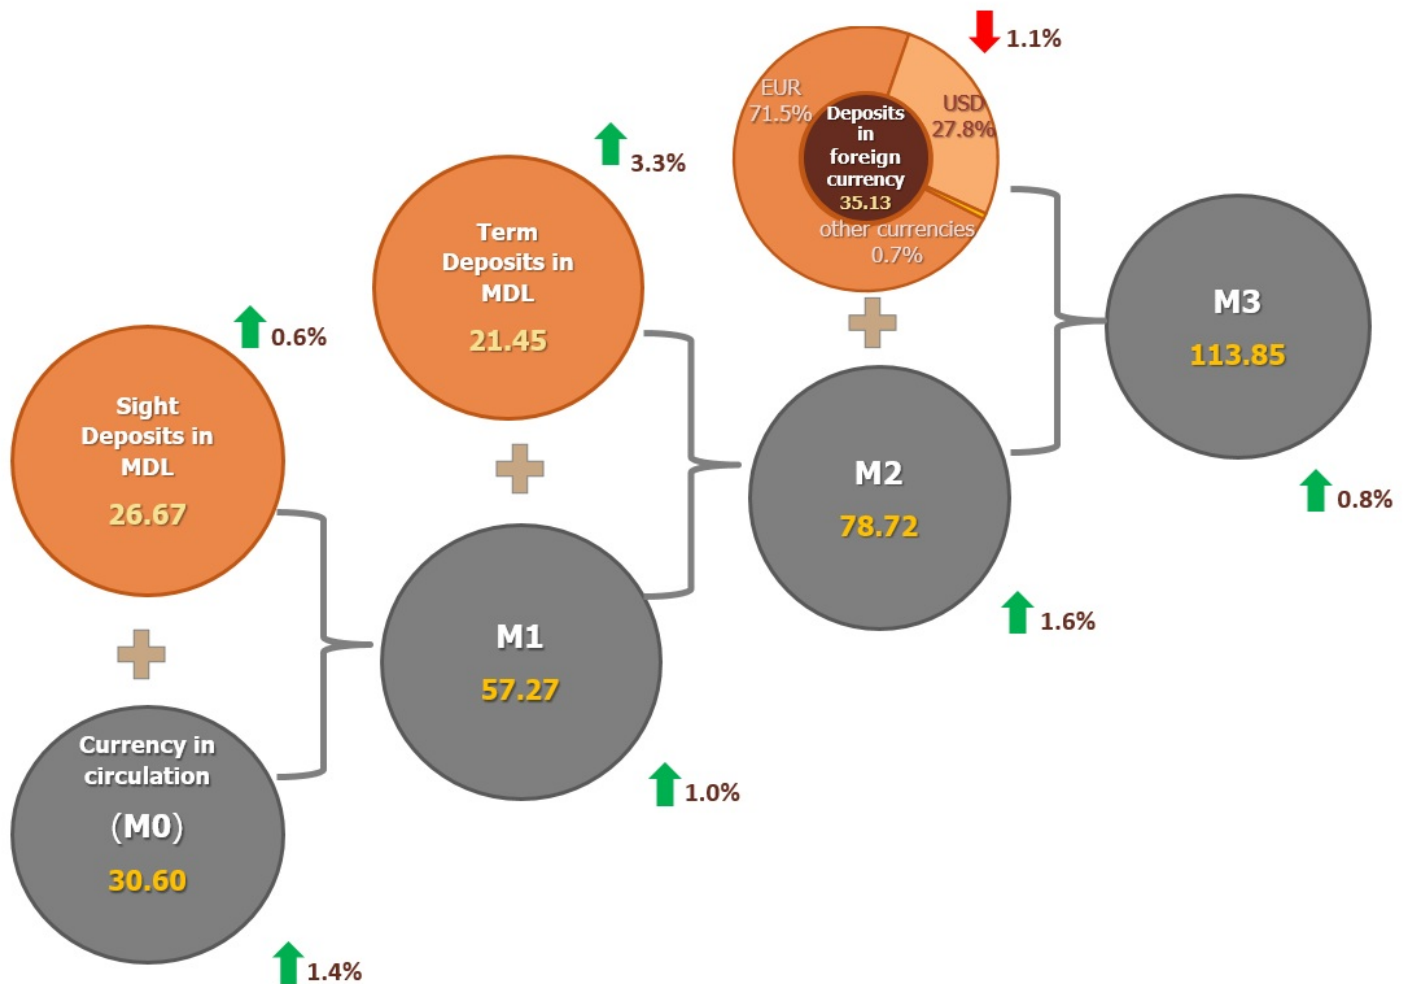 1.1%
EUR
71.5%
USD
27.8%
Deposits
in
foreign
currency
35.13
other currencies
0.7%
3.3%
Term
Deposits in
MDL
21.45
0.6%
Sight
Deposits in
MDL
26.67
M3
113.85
0.8%
M2
78.72
1.6%
M1
57.27
1.0%
Currency in
circulation
(M0)
30.60
1.4%